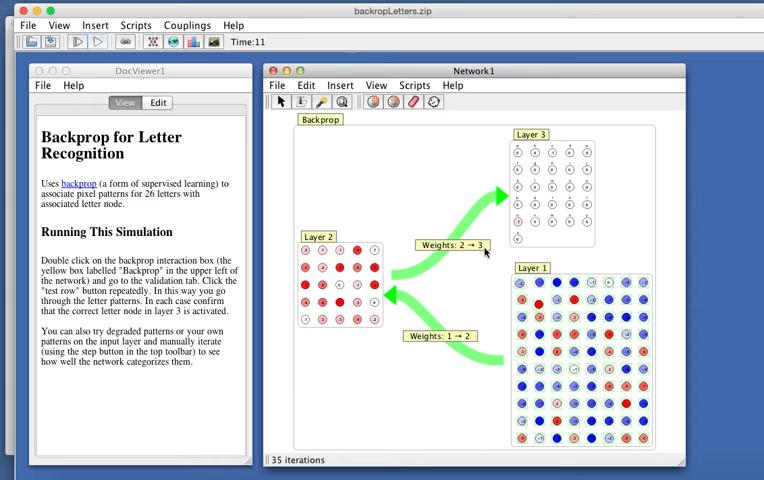 backropLetters.zip
File View Insert Scripts Couplings Help
Time:11
DocViewer1
File Help
View Edit
Backprop for Letter
Recognition
Uses backprop (a form of supervised learning) to
associate pixel patterns for 26 letters with
associated letter node.
Running This Simulation
Double click on the backprop interaction box (the
yellow box labelled "Backprop" in the upper left of
the network) and go to the validation tab. Click the
"test row" button repeatedly. In this way you go
through the letter patterns. In each case confirm
that the correct letter node in layer 3 is activated.
You can also try degraded patterns or your own
patterns on the input layer and manually iterate
(using the step button in the top toolbar) to see
how well the network categorizes them.
Network1
File Edit Insert View Scripts Help
Backprop
Layer 3
Layer 2
Weights: 2 → 3
Layer 1
Weights: 1 → 2
35 iterations